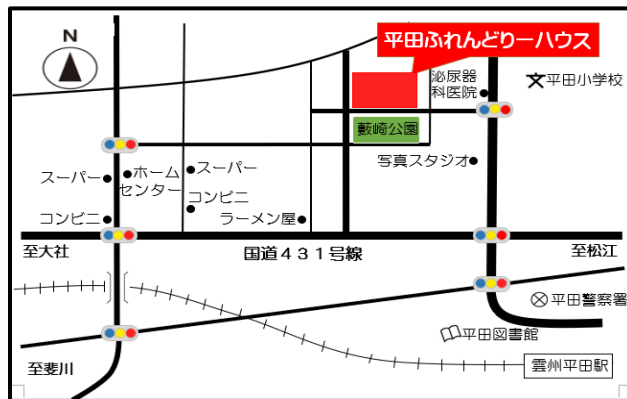 N
平田ふれんどりーハウス
泌尿器
科医院
平田小学校
藪崎公園
写真スタジオ
スーパー
ホーム
センター
スーパー
コンビニ
コンビニ
ラーメン屋
至大社
国道431号線
至松江
平田警察署
平田図書館
至斐川
雲州平田駅